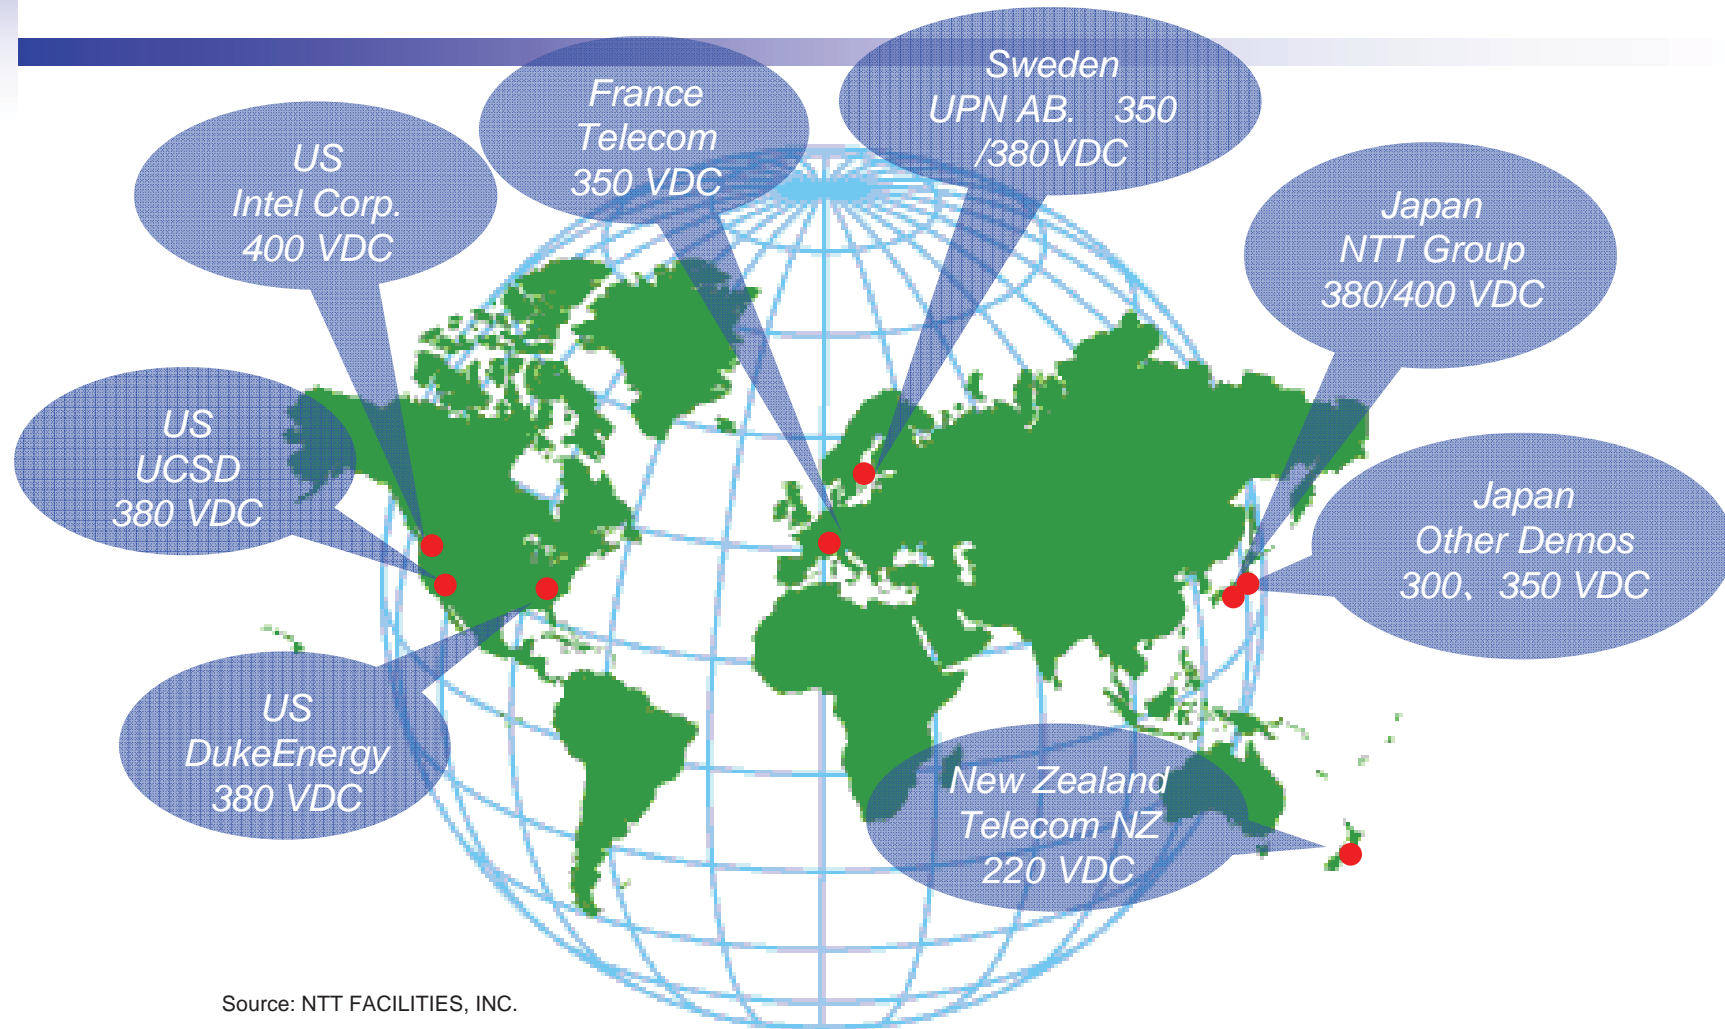 Sweden
UPN AB. 350
/380VDC
France
Telecom
350 VDC
US
Intel Corp.
400 VDC
Japan
NTT Group
380/400 VDC
US
UCSD
380 VDC
Japan
Other Demos
300、350 VDC
US
DukeEnergy
380 VDC
New Zealand
Telecom NZ
220 VDC
Source: NTT FACILITIES, INC.